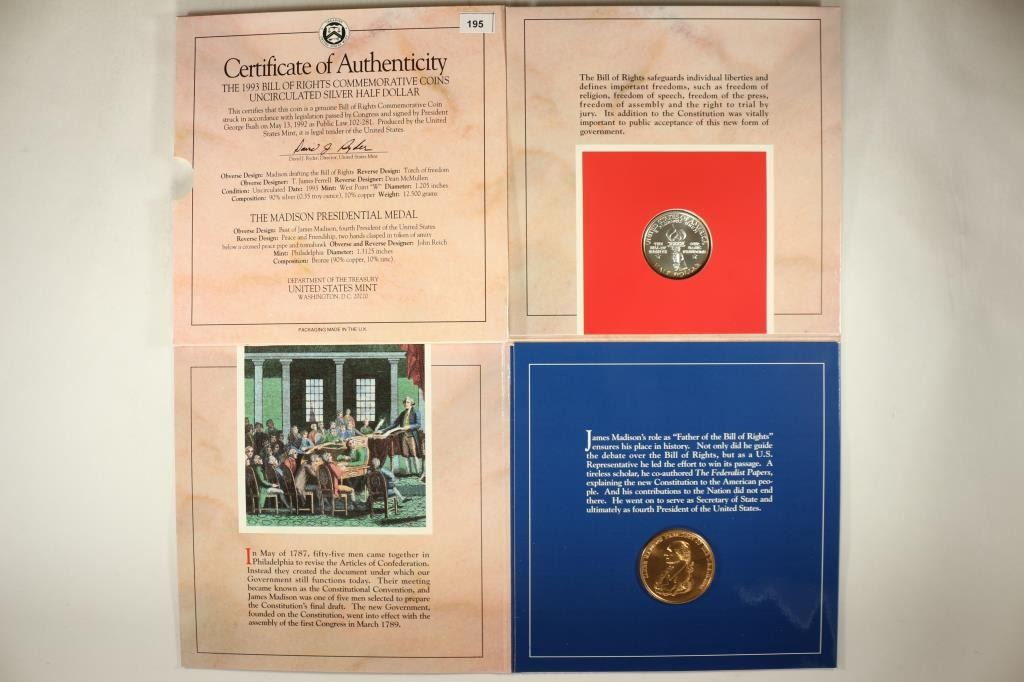 195
Certificate of Authenticity
THE 1993 BILL OF RIGHTS COMMEMORATIVE COINS
UNCIRCULATED SILVER HALF DOLLAR
This certifies that this coin is a genuine Bill of Rights Commemorative Coin
struck in accordance with legislation passed by Congress and signed by President
George Bush on May 13, 1992 as Public Law 102-281. Produced by the United
States Mint, it is legal tender of the United States.
David J. Ryder
David J. Ryder, Director, United States Mint
Obverse Design: Madison drafting the Bill of Rights Reverse Design: Torch of freedom
Obverse Designer: T. James Ferrell Reverse Designer: Dean McMullen
Condition: Uncirculated Date: 1993 Mint: West Point "W" Diameter: 1.205 inches
Composition: 90% silver (0.35 troy ounce), 10% copper Weight: 12.500 grams
THE MADISON PRESIDENTIAL MEDAL
Obverse Design: Bust of James Madison, fourth President of the United States
Reverse Design: Peace and Friendship, two hands clasped in token of amity
below a crossed peace pipe and tomahawk Obverse and Reverse Designer: John Reich
Mint: Philadelphia Diameter: 1.3125 inches
Composition: Bronze (90% copper, 10% zinc)
DEPARTMENT OF THE TREASURY
UNITED STATES MINT
WASHINGTON, D.C. 20220
PACKAGING MADE IN THE U.K.
The Bill of Rights safeguards individual liberties and
defines important freedoms, such as freedom of
religion, freedom of speech, freedom of the press,
freedom of assembly and the right to trial by
jury. Its addition to the Constitution was vitally
important to public acceptance of this new form of
government.
UNITED STATES OF AMERICA
THE BILL OF RIGHTS
HALF DOLLAR
In May of 1787, fifty-five men came together in
Philadelphia to revise the Articles of Confederation.
Instead they created the document under which our
Government still functions today. Their meeting
became known as the Constitutional Convention, and
James Madison was one of five men selected to prepare
the Constitution's final draft. The new Government,
founded on the Constitution, went into effect with the
assembly of the first Congress in March 1789.
James Madison's role as "Father of the Bill of Rights"
ensures his place in history. Not only did he guide
the debate over the Bill of Rights, but as a U.S.
Representative he led the effort to win its passage. A
tireless scholar, he co-authored The Federalist Papers,
explaining the new Constitution to the American peo-
ple. And his contributions to the Nation did not end
there. He went on to serve as Secretary of State and
ultimately as fourth President of the United States.